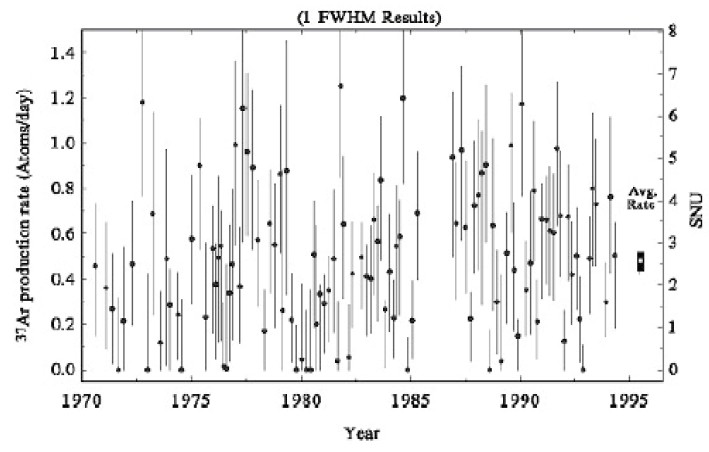 (1 FWHM Results)
³⁷Ar production rate (Atoms/day)
1.4
1.2
1.0
0.8
0.6
0.4
0.2
0.0
8
7
6
5
4
3
2
1
0
SNU
Avg.
Rate
1970 1975 1980 1985 1990 1995
Year